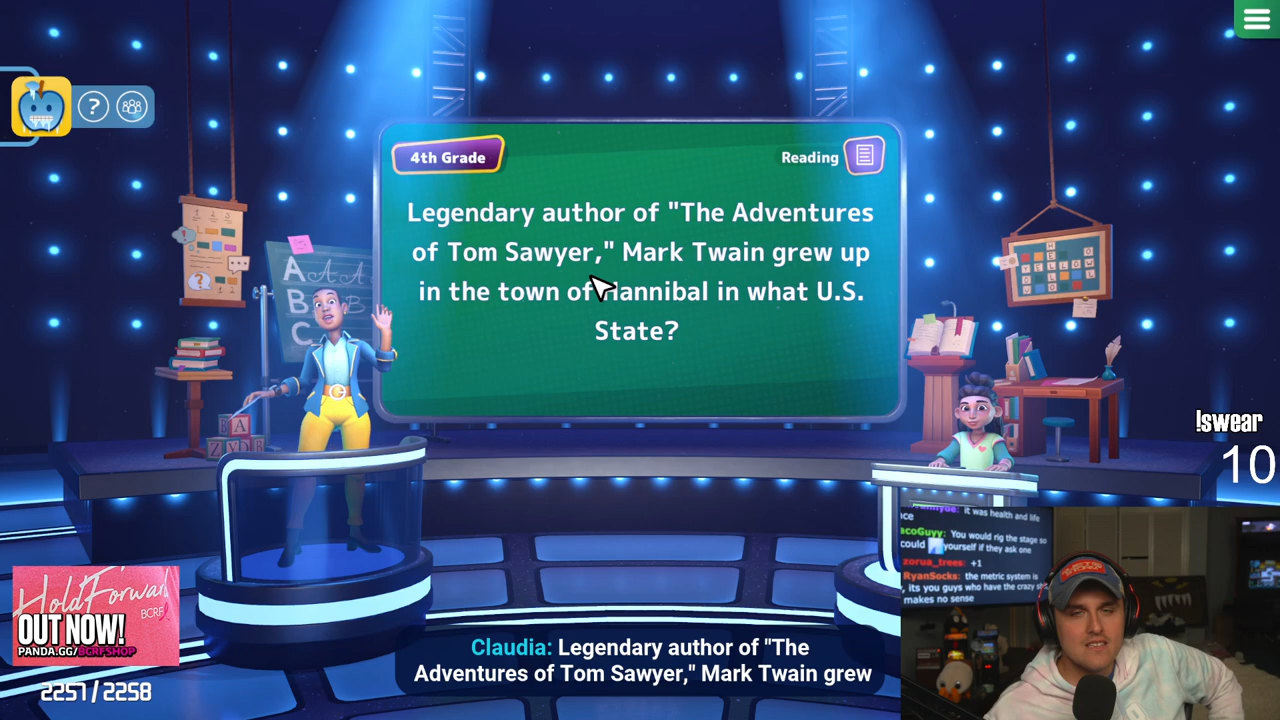 4th Grade
Reading
Legendary author of "The Adventures
of Tom Sawyer," Mark Twain grew up
in the town of Hannibal in what U.S.
State?
?
A
B
C
!swear
10
it was health and life
acoGuyy: You would rig the stage so
could yourself if they ask one
zorua_trees: +1
RyanSocks: the metric system is
, its you guys who have the crazy
makes no sense
HoldForward
BCRF
OUT NOW!
PANDA.GG/BCRFSHOP
2257 / 2258
Claudia: Legendary author of "The
Adventures of Tom Sawyer," Mark Twain grew